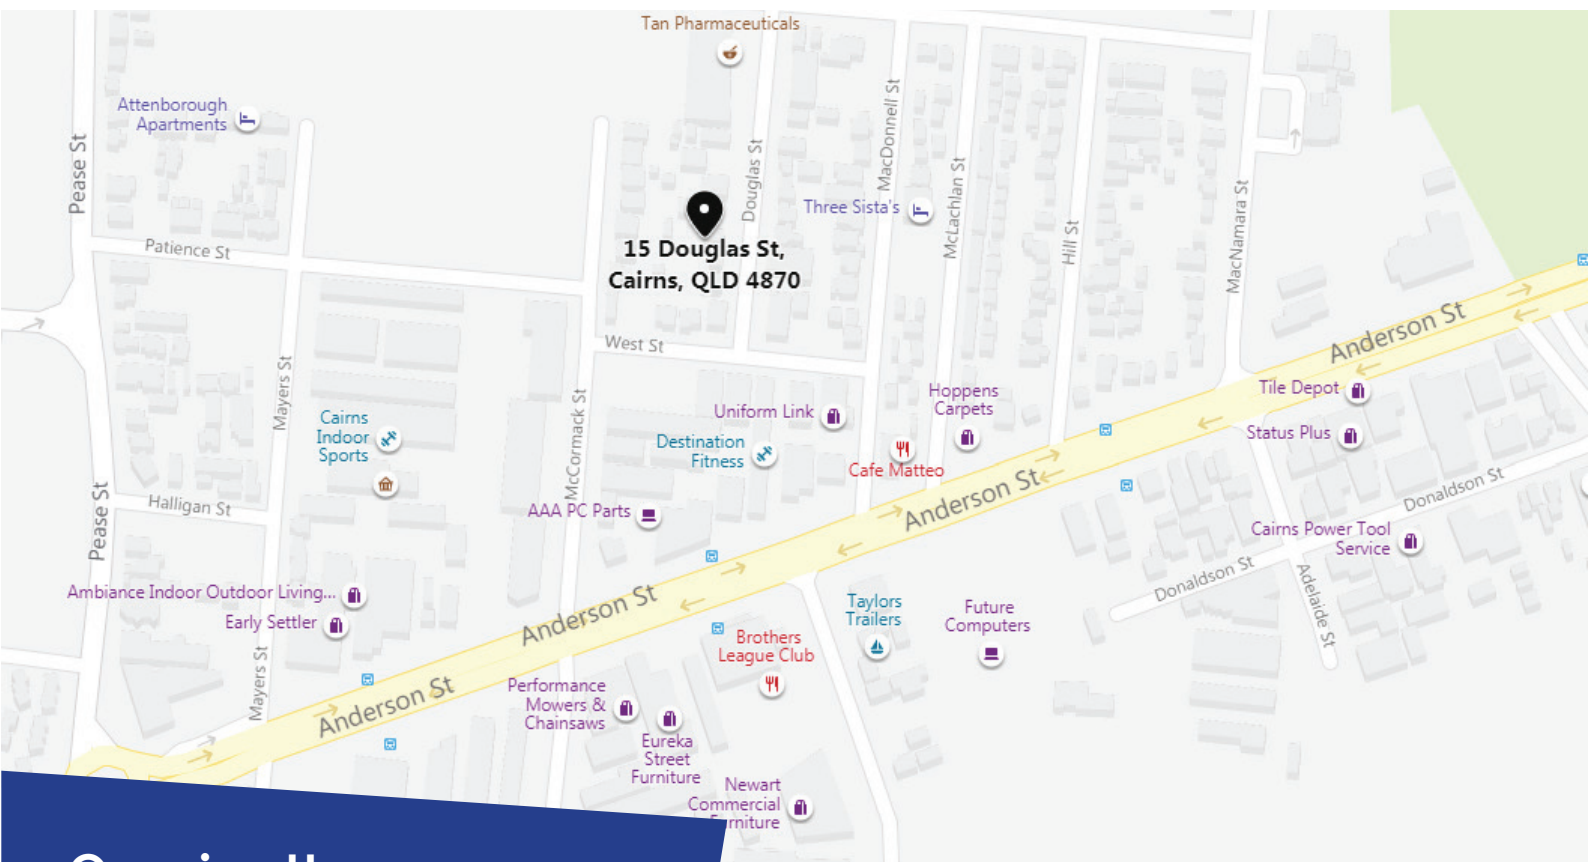 Tan Pharmaceuticals
Attenborough
Apartments
Pease St
MacDonnell St
Douglas St
McLachlan St
MacNamara St
Hill St
Three Sista's
15 Douglas St,
Cairns, QLD 4870
Patience St
Anderson St
West St
Mayers St
McCormack St
Tile Depot
Hoppens
Carpets
Uniform Link
Cairns
Indoor
Sports
Destination
Fitness
Status Plus
Cafe Matteo
Anderson St
Donaldson St
Pease St
Halligan St
AAA PC Parts
Cairns Power Tool
Service
Donaldson St
Adelaide St
Ambiance Indoor Outdoor Living...
Early Settler
Anderson St
Taylors
Trailers
Future
Computers
Brothers
League Club
Mayers St
Anderson St
Performance
Mowers &
Chainsaws
Eureka
Street
Furniture
Newart
Commercial